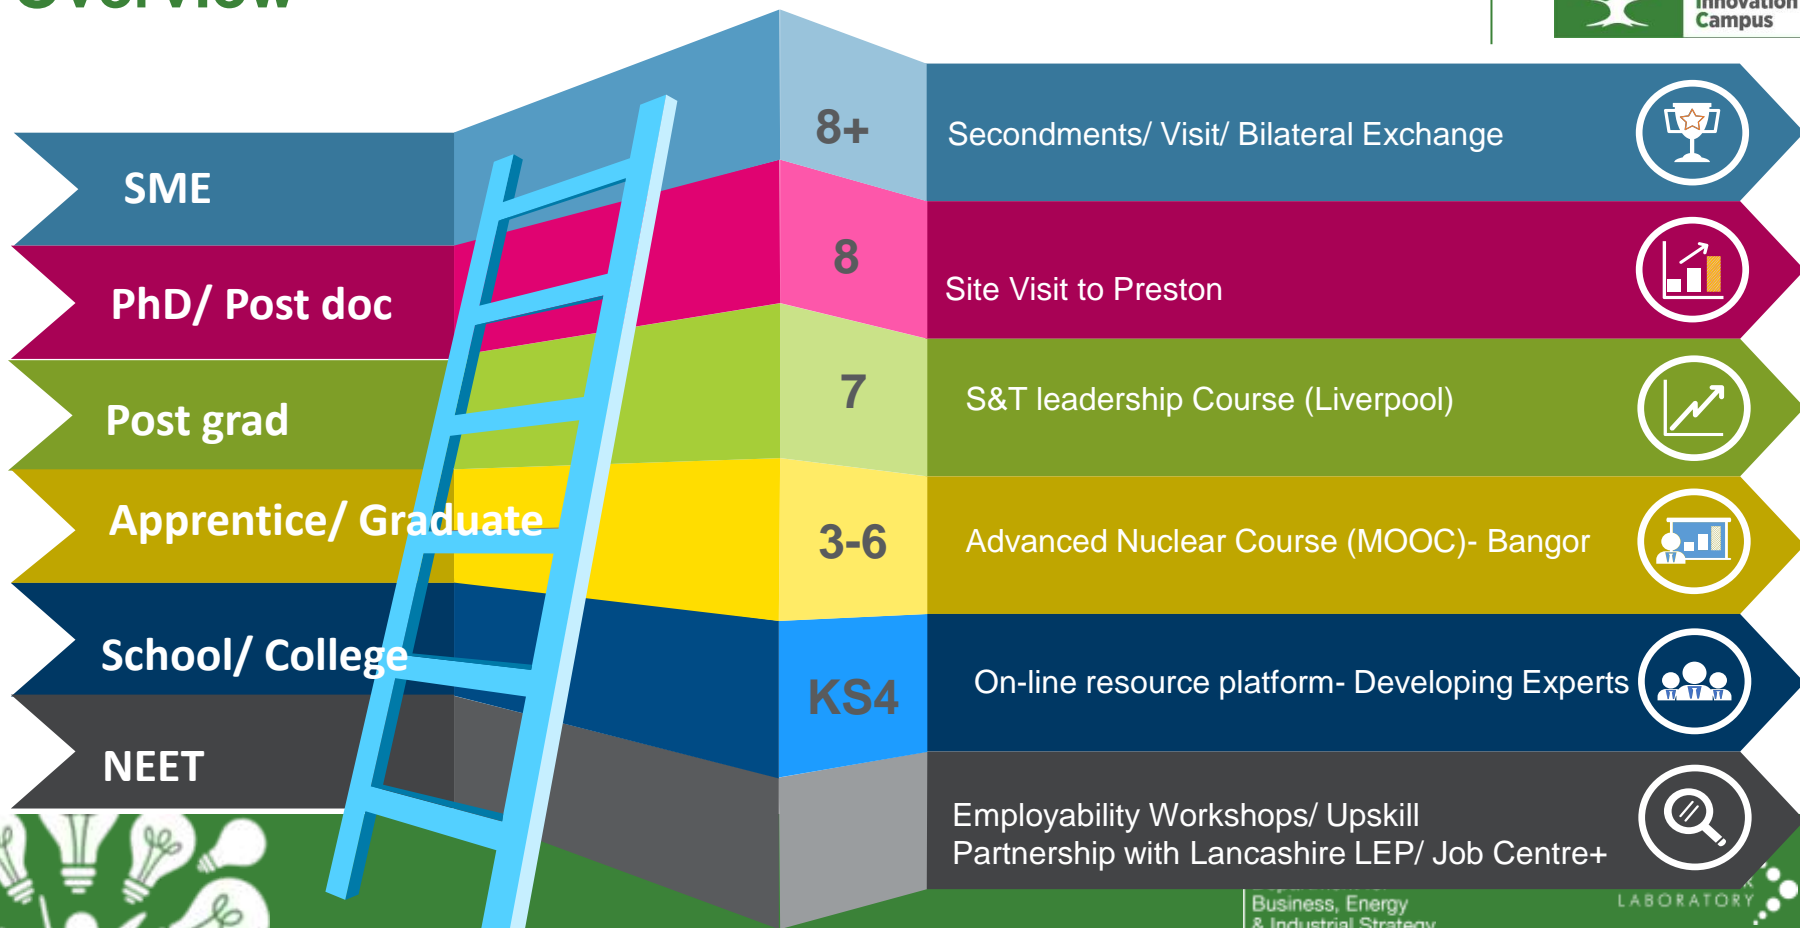 Overview
Innovation
Campus
SME
8+
Secondments/ Visit/ Bilateral Exchange
PhD/ Post doc
8
Site Visit to Preston
Post grad
7
S&T leadership Course (Liverpool)
Apprentice/ Graduate
3-6
Advanced Nuclear Course (MOOC)- Bangor
School/ College
KS4
On-line resource platform- Developing Experts
NEET
Employability Workshops/ Upskill
Partnership with Lancashire LEP/ Job Centre+
Business, Energy
& Industrial Strategy
LABORATORY